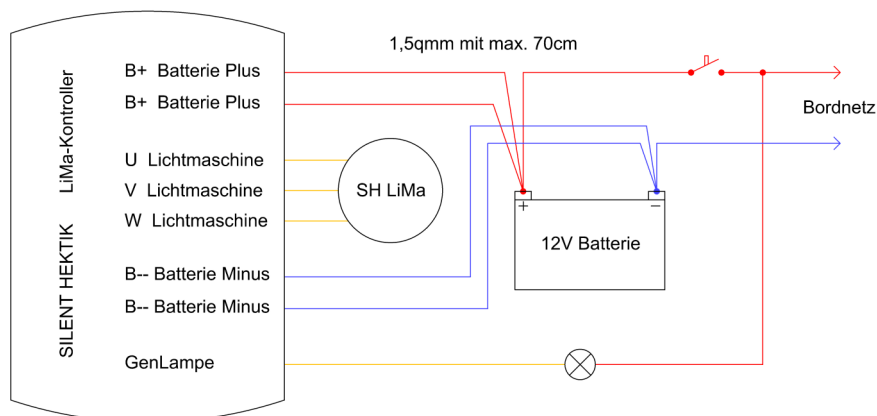 1,5qmm mit max. 70cm
B+ Batterie Plus
B+ Batterie Plus
Bordnetz
LiMa-Kontroller
U Lichtmaschine
V Lichtmaschine
W Lichtmaschine
SH LiMa
+
−
12V Batterie
SILENT HEKTIK
B-- Batterie Minus
B-- Batterie Minus
GenLampe